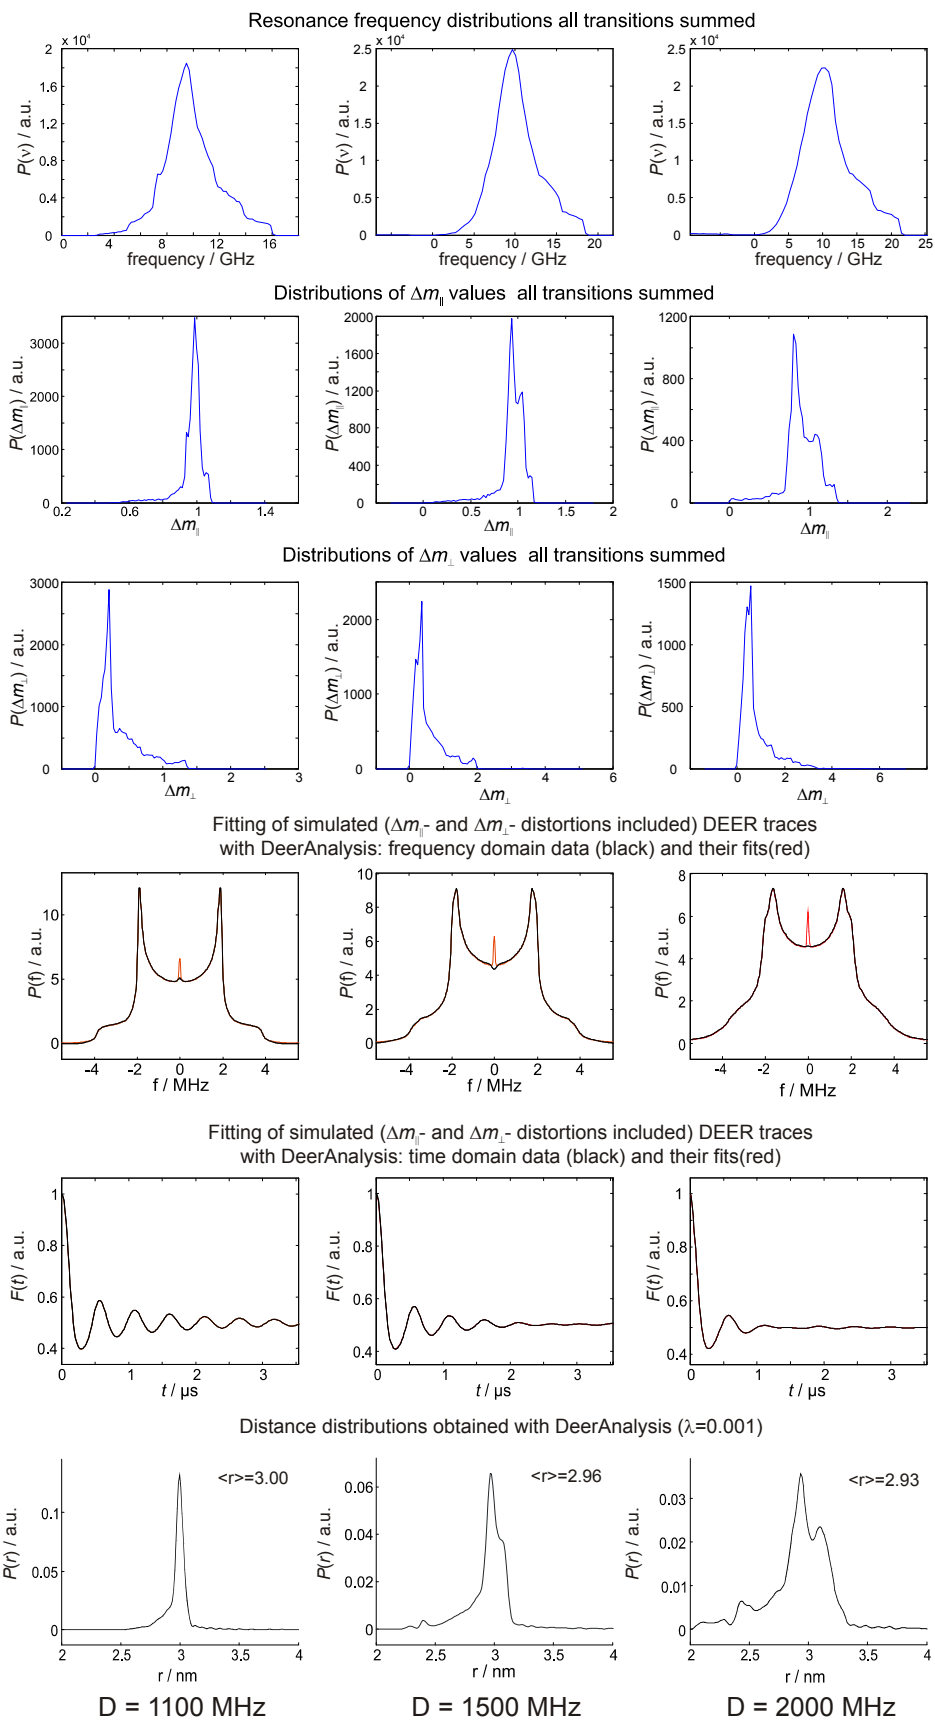 Resonance frequency distributions all transitions summed
x 10⁴
x 10⁴
x 10⁴
P(ν) / a.u.
2
1.6
1.2
0.8
0.4
0
0 4 8 12 16
frequency / GHz
P(ν) / a.u.
2.5
2
1.5
1
0.5
0
0 5 10 15 20
frequency / GHz
P(ν) / a.u.
2.5
2
1.5
1
0.5
0
0 5 10 15 20 25
frequency / GHz
Distributions of Δm∥ values all transitions summed
P(Δm∥) / a.u.
3000
2000
1000
0
0.2 0.6 1 1.4
Δm∥
P(Δm∥) / a.u.
2000
1600
1200
800
400
0
0 1 2
Δm∥
P(Δm∥) / a.u.
1200
800
400
0
0 1 2
Δm∥
Distributions of Δm⊥ values all transitions summed
P(Δm⊥) / a.u.
3000
2000
1000
0
0 1 2 3
Δm⊥
P(Δm⊥) / a.u.
2000
1000
0
0 2 4 6
Δm⊥
P(Δm⊥) / a.u.
1500
1000
500
0
0 2 4 6
Δm⊥
Fitting of simulated (Δm∥- and Δm⊥- distortions included) DEER traces
with DeerAnalysis: frequency domain data (black) and their fits(red)
P(f) / a.u.
10
5
0
-4 -2 0 2 4
f / MHz
P(f) / a.u.
10
8
6
4
2
0
-4 -2 0 2 4
f / MHz
P(f) / a.u.
8
6
4
2
0
-4 -2 0 2 4
f / MHz
Fitting of simulated (Δm∥- and Δm⊥- distortions included) DEER traces
with DeerAnalysis: time domain data (black) and their fits(red)
F(t) / a.u.
1
0.8
0.6
0.4
0 1 2 3
t / µs
F(t) / a.u.
1
0.8
0.6
0.4
0 1 2 3
t / µs
F(t) / a.u.
1
0.8
0.6
0.5
0.4
0 1 2 3
t / µs
Distance distributions obtained with DeerAnalysis (λ=0.001)
<r>=3.00
P(r) / a.u.
0.1
0.05
0
2 2.5 3 3.5 4
r / nm
<r>=2.96
P(r) / a.u.
0.06
0.04
0.02
0
2 2.5 3 3.5 4
r / nm
<r>=2.93
P(r) / a.u.
0.03
0.02
0.01
0
2 2.5 3 3.5 4
r / nm
D = 1100 MHz D = 1500 MHz D = 2000 MHz